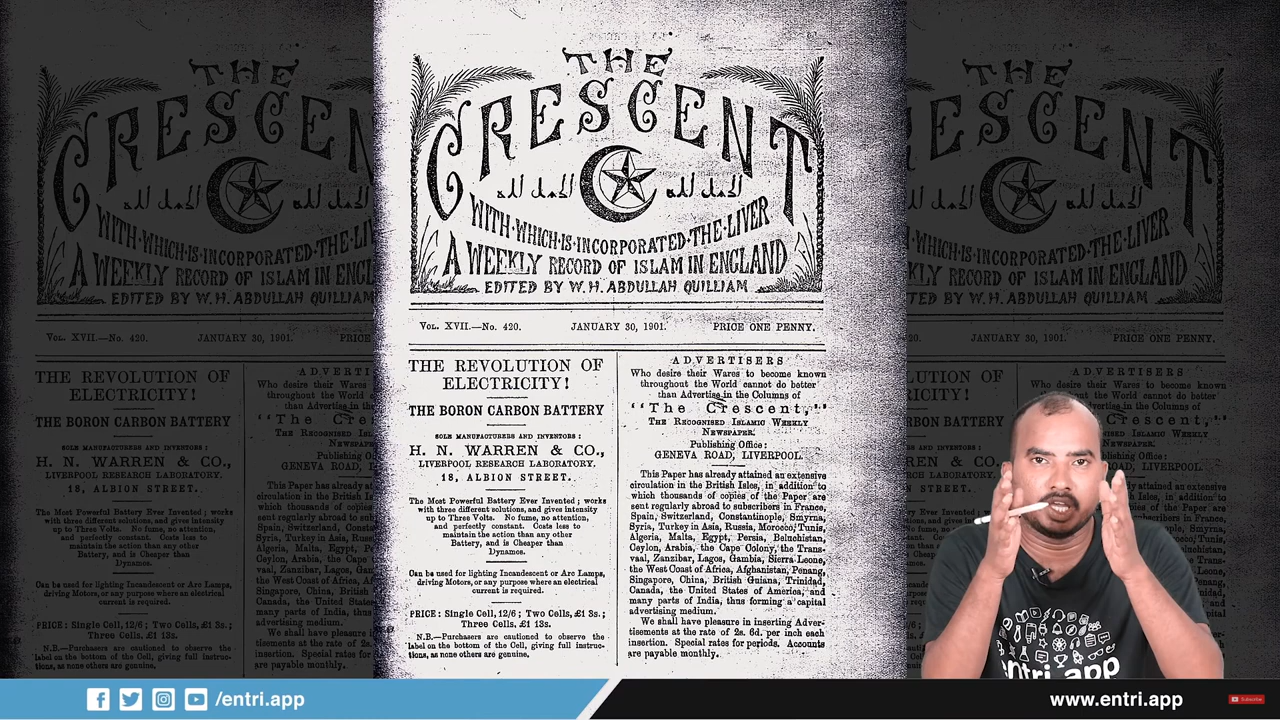 THE
CRESCENT
WITH·WHICH·IS·INCORPORATED·THE·LIVER
A WEEKLY RECORD OF ISLAM IN ENGLAND
EDITED BY W. H. ABDULLAH QUILLIAM
VOL. XVII.—No. 420. JANUARY 30, 1901. PRICE ONE PENNY.
THE REVOLUTION OF
ELECTRICITY!
THE BORON CARBON BATTERY
SOLE MANUFACTURERS AND INVENTORS:
H. N. WARREN & CO.,
LIVERPOOL RESEARCH LABORATORY.
18, ALBION STREET.
The Most Powerful Battery Ever Invented; works
with three different solutions, and gives intensity
up to Three Volts. No fume, no attention,
and perfectly constant. Costs less to
maintain the action than any other
Battery, and is Cheaper than
Dynamos.
Can be used for lighting Incandescent or Arc Lamps,
driving Motors, or any purpose where an electrical
current is required.
PRICE: Single Cell, 12/6; Two Cells, £1 3s.;
Three Cells, £1 13s.
N.B.—Purchasers are cautioned to observe the
label on the bottom of the Cell, giving full instruc-
tions, as none others are genuine.
ADVERTISERS
Who desire their Wares to become known
throughout the World cannot do better
than Advertise in the Columns of
"The Crescent,"
THE RECOGNISED ISLAMIC WEEKLY
NEWSPAPER.
Publishing Office:
GENEVA ROAD, LIVERPOOL.
This Paper has already attained an extensive
circulation in the British Isles, in addition to
which thousands of copies of the Paper are
sent regularly abroad to subscribers in France,
Spain, Switzerland, Constantinople, Smyrna,
Syria, Turkey in Asia, Russia, Morocco, Tunis,
Algeria, Malta, Egypt, Persia, Beluchistan,
Ceylon, Arabia, the Cape Colony, the Trans-
vaal, Zanzibar, Lagos, Gambia, Sierra Leone,
the West Coast of Africa, Afghanistan, Penang,
Singapore, China, British Guiana, Trinidad,
Canada, the United States of America, and
many parts of India, thus forming a capital
advertising medium.
We shall have pleasure in inserting Adver-
tisements at the rate of 2s. 6d. per inch each
insertion. Special rates for periods. Accounts
are payable monthly.
entri.app
/entri.app
www.entri.app
Subscribe